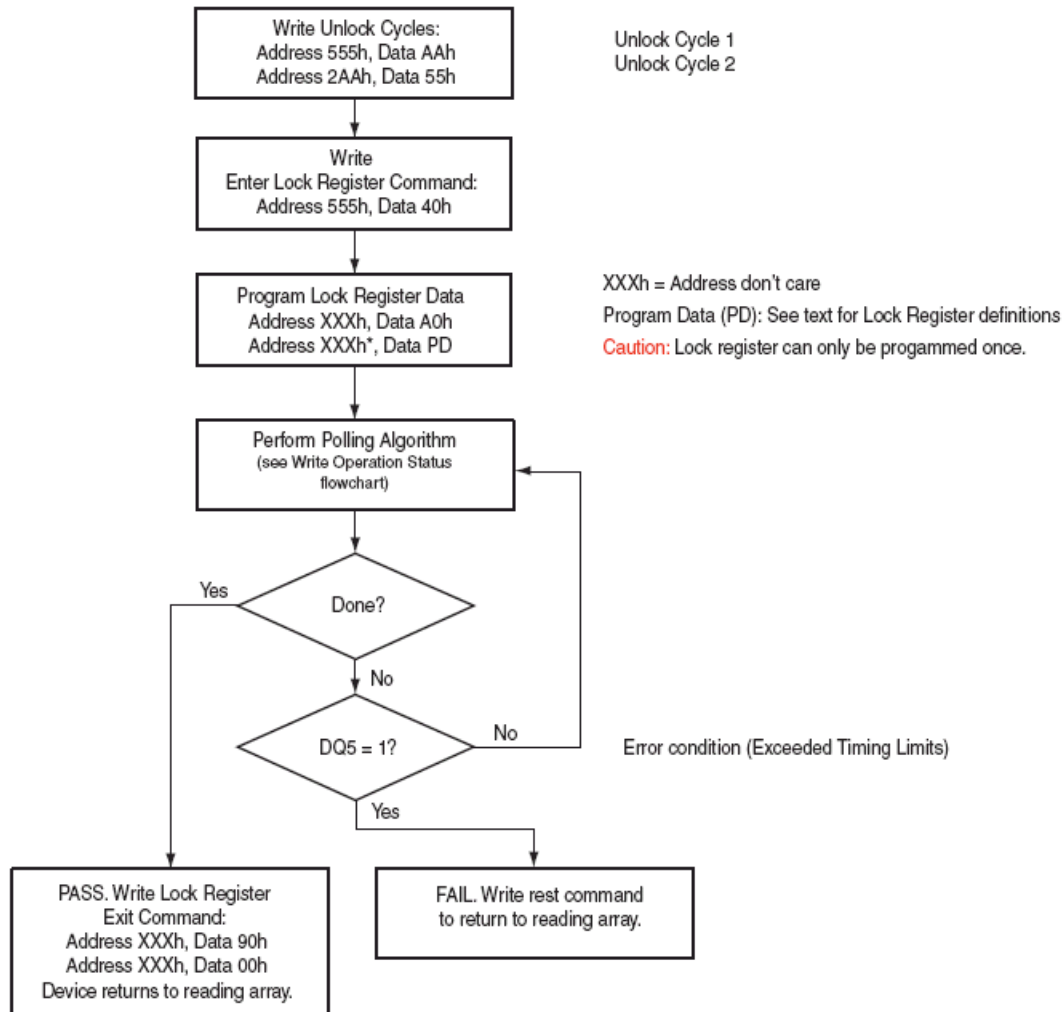 Write Unlock Cycles:
Address 555h, Data AAh
Address 2AAh, Data 55h
Unlock Cycle 1
Unlock Cycle 2
Write
Enter Lock Register Command:
Address 555h, Data 40h
Program Lock Register Data
Address XXXh, Data A0h
Address XXXh*, Data PD
XXXh = Address don't care
Program Data (PD): See text for Lock Register definitions
Caution: Lock register can only be progammed once.
Perform Polling Algorithm
(see Write Operation Status
flowchart)
Yes
Done?
No
DQ5 = 1?
No
Error condition (Exceeded Timing Limits)
Yes
PASS. Write Lock Register
Exit Command:
Address XXXh, Data 90h
Address XXXh, Data 00h
Device returns to reading array.
FAIL. Write rest command
to return to reading array.